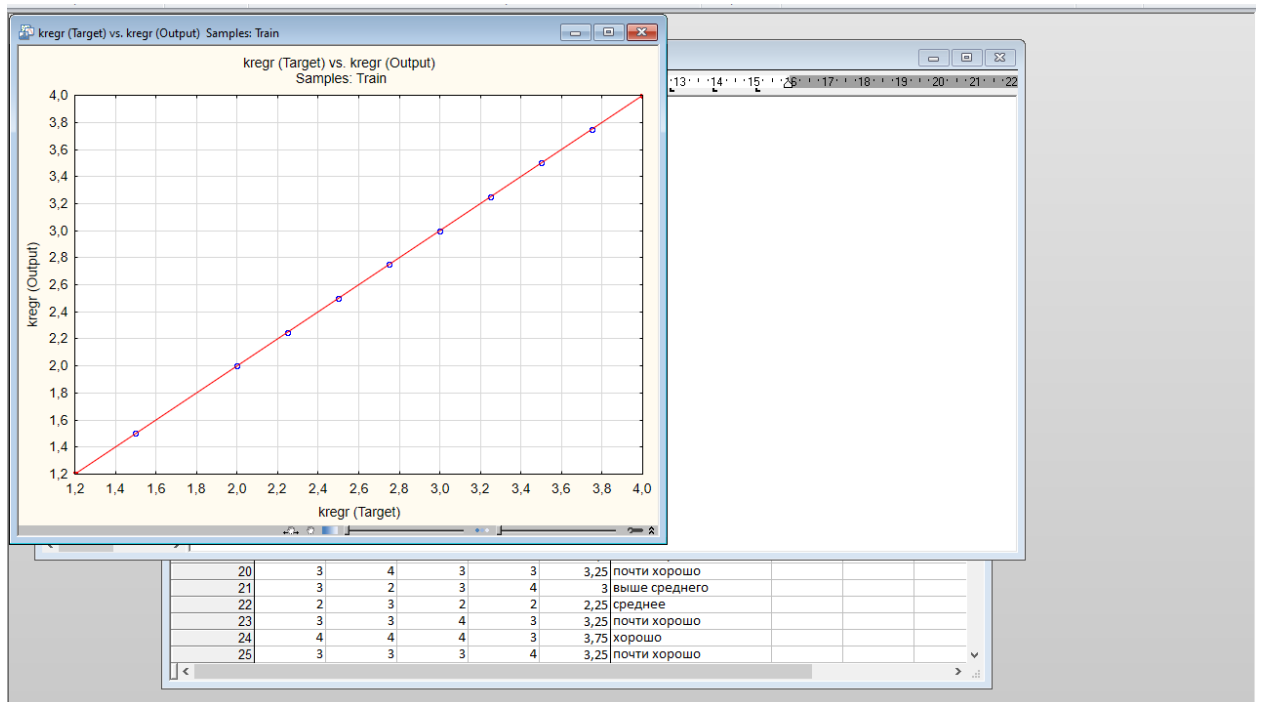 kregr (Target) vs. kregr (Output) Samples: Train
kregr (Target) vs. kregr (Output)
Samples: Train
4,0
3,8
3,6
3,4
3,2
3,0
2,8
2,6
2,4
2,2
2,0
1,8
1,6
1,4
1,2
kregr (Output)
1,2 1,4 1,6 1,8 2,0 2,2 2,4 2,6 2,8 3,0 3,2 3,4 3,6 3,8 4,0
kregr (Target)
13 14 15 16 17 18 19 20 21 22
20 3 4 3 3 3,25 почти хорошо
21 3 2 3 4 3 выше среднего
22 2 3 2 2 2,25 среднее
23 3 3 4 3 3,25 почти хорошо
24 4 4 4 3 3,75 хорошо
25 3 3 3 4 3,25 почти хорошо